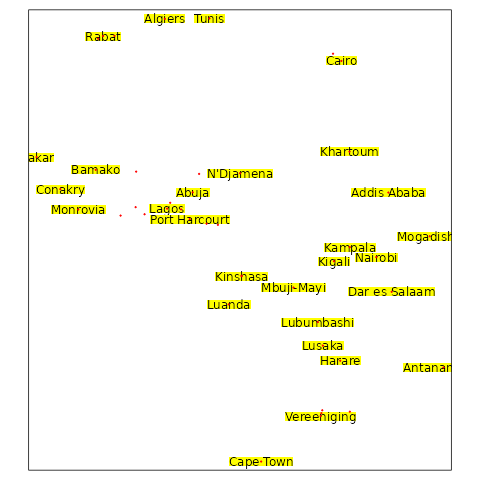 Algiers
Tunis
Rabat
Cairo
Khartoum
akar
Bamako
N'Djamena
Conakry
Abuja
Addis Ababa
Monrovia
Lagos
Port Harcourt
Mogadish
Kampala
Kigali
Nairobi
Kinshasa
Mbuji-Mayi
Dar es Salaam
Luanda
Lubumbashi
Lusaka
Harare
Antanan
Vereeniging
Cape Town